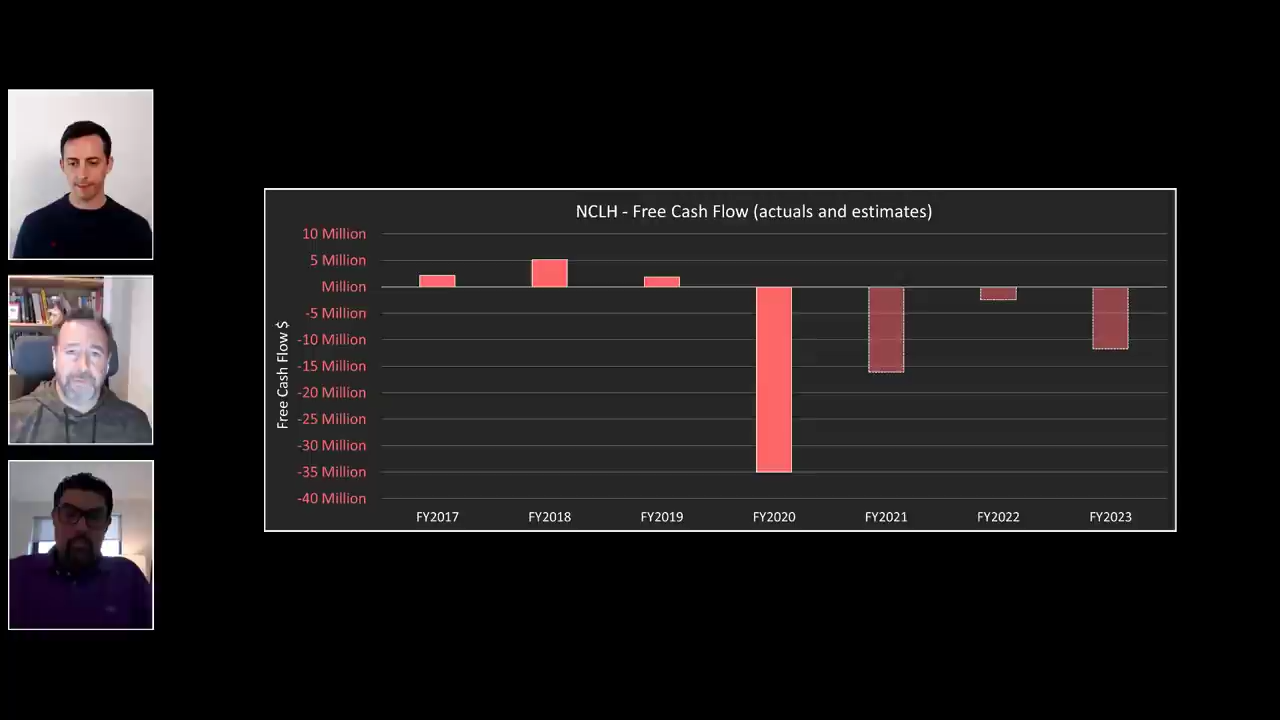 NCLH - Free Cash Flow (actuals and estimates)
10 Million
5 Million
Million
-5 Million
-10 Million
-15 Million
-20 Million
-25 Million
-30 Million
-35 Million
-40 Million
Free Cash Flow $
FY2017 FY2018 FY2019 FY2020 FY2021 FY2022 FY2023